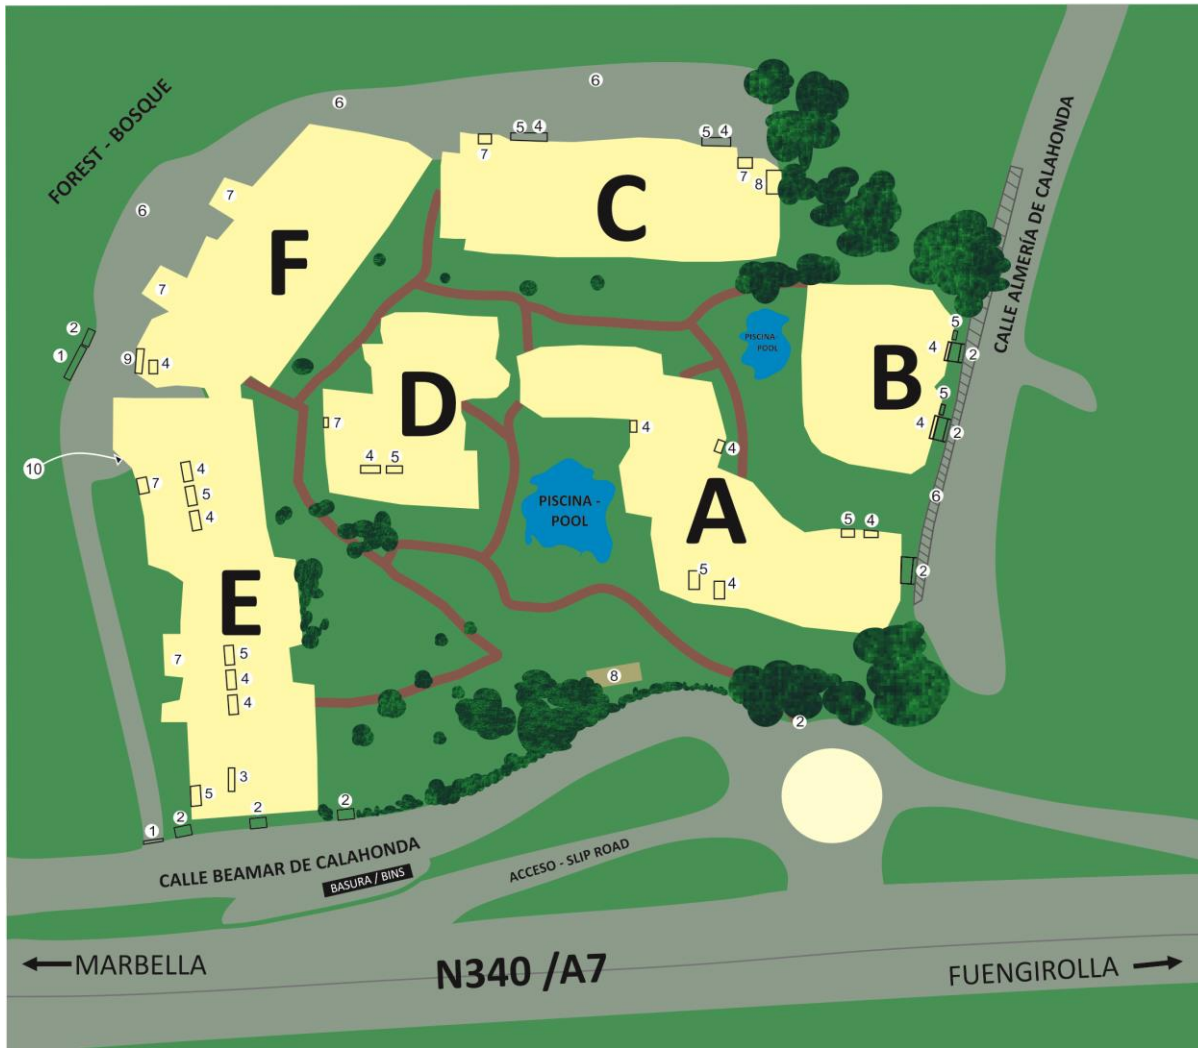 6
6
5 4
5 4
7
7
8
FOREST - BOSQUE
7
6
C
CALLE ALMERÍA DE CALAHONDA
F
7
PISCINA-
POOL
5
4
2
2
1
9
4
B
5
4
2
D
7
4
4
4
5
10
7
4
5
4
PISCINA -
POOL
A
6
5
4
2
5
4
E
7
5
4
4
8
2
3
5
2
2
2
1
CALLE BEAMAR DE CALAHONDA
BASURA / BINS
ACCESO - SLIP ROAD
MARBELLA
N340 /A7
FUENGIROLLA